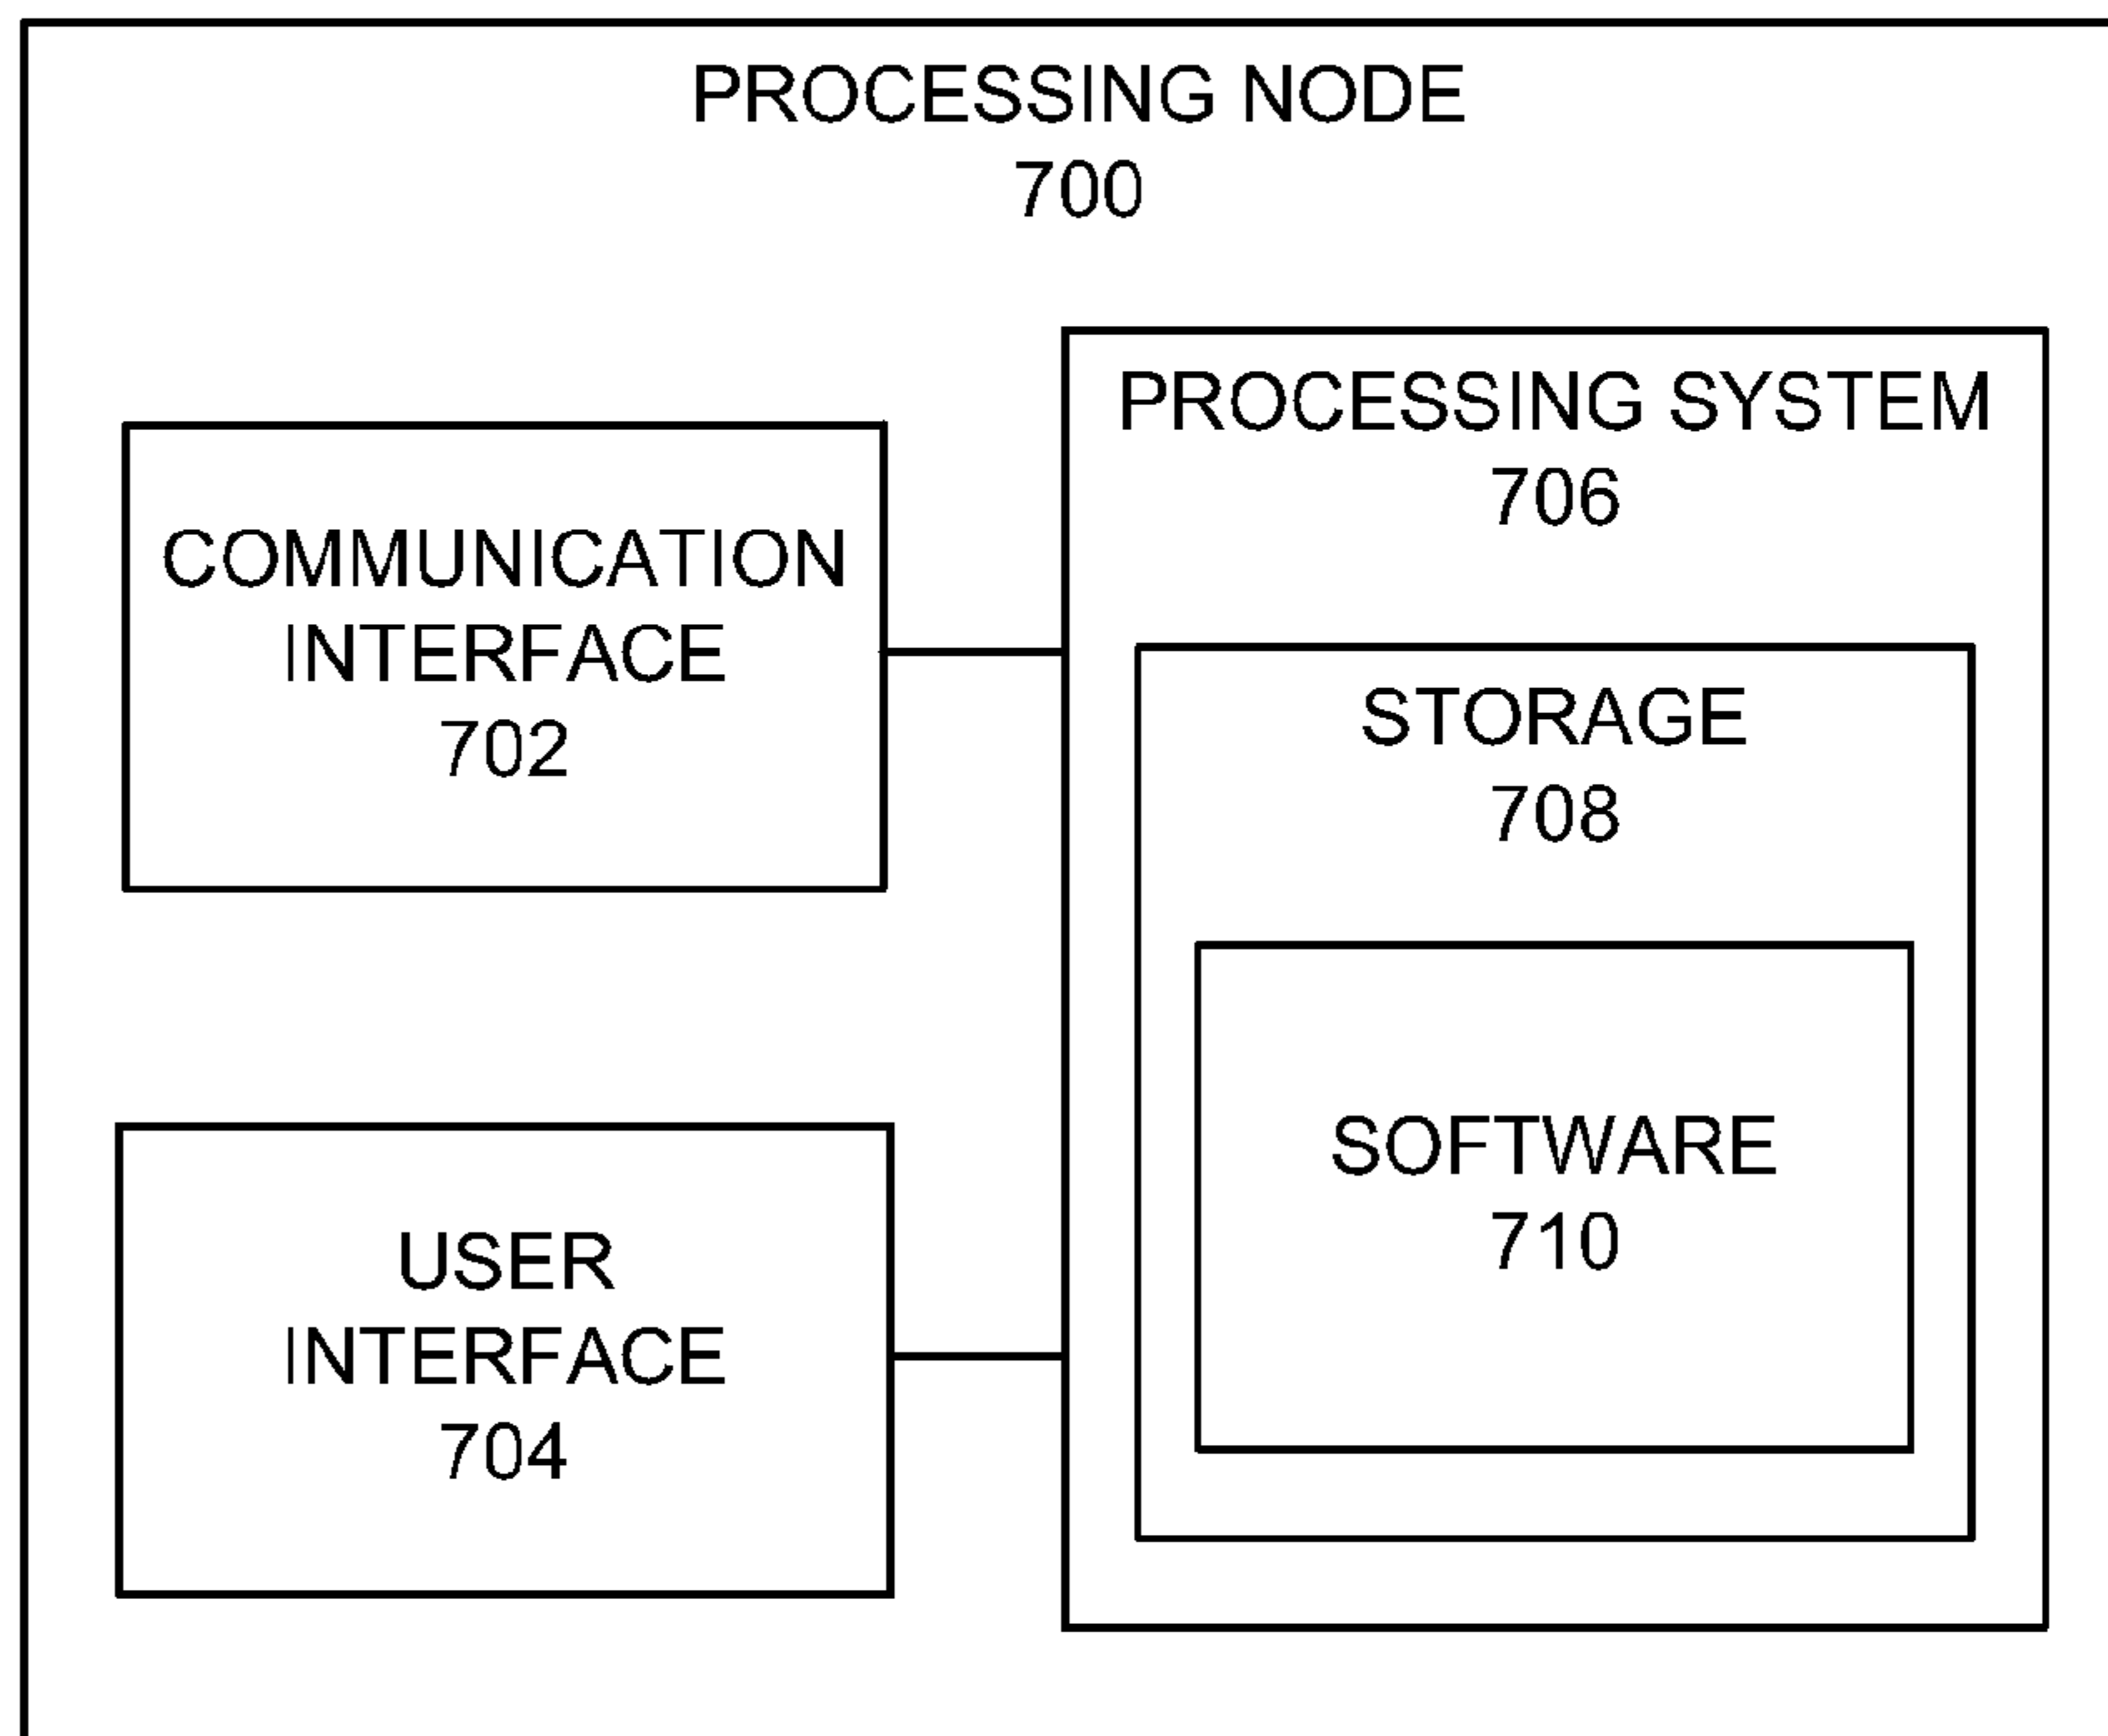 PROCESSING NODE
700
PROCESSING SYSTEM
706
COMMUNICATION
INTERFACE
702
STORAGE
708
SOFTWARE
710
USER
INTERFACE
704